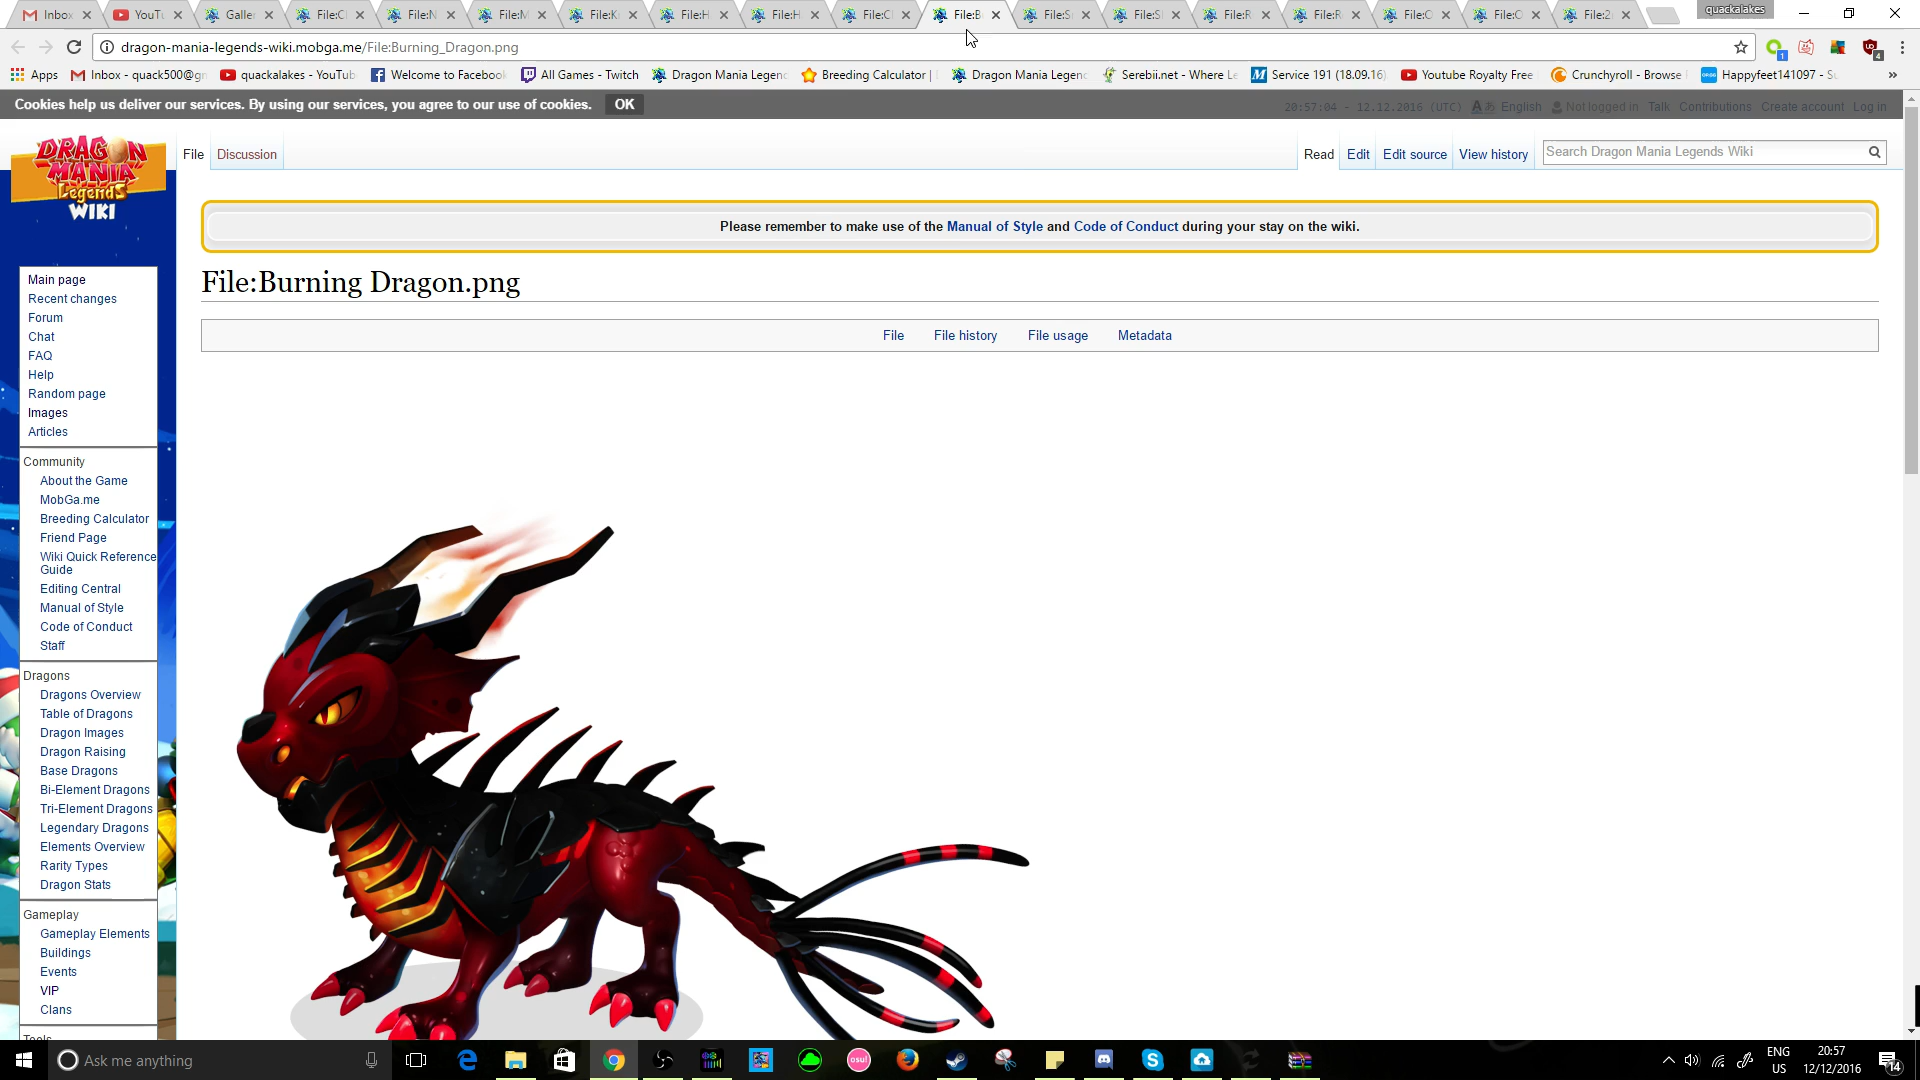 Inbox
YouTu
Galle
File:Cl
File:N
File:M
File:K
File:H
File:H
File:Cl
File:B
File:S
File:Sl
File:R
File:R
File:O
File:O
File:2
quackalakes
dragon-mania-legends-wiki.mobga.me/File:Burning_Dragon.png
Apps
Inbox - quack500@g
quackalakes - YouTub
Welcome to Facebook
All Games - Twitch
Dragon Mania Legen
Breeding Calculator |
Dragon Mania Legen
Serebii.net - Where Le
Service 191 (18.09.16)
Youtube Royalty Free
Crunchyroll - Browse
Happyfeet141097 - Su
Cookies help us deliver our services. By using our services, you agree to our use of cookies. OK
20:57:04 - 12.12.2016 (UTC) English Not logged in Talk Contributions Create account Log in
DRAGON
MANIA
Legends
WIKI
File Discussion
Read Edit Edit source View history
Search Dragon Mania Legends Wiki
Please remember to make use of the Manual of Style and Code of Conduct during your stay on the wiki.
File:Burning Dragon.png
File File history File usage Metadata
Main page
Recent changes
Forum
Chat
FAQ
Help
Random page
Images
Articles
Community
About the Game
MobGa.me
Breeding Calculator
Friend Page
Wiki Quick Reference
Guide
Editing Central
Manual of Style
Code of Conduct
Staff
Dragons
Dragons Overview
Table of Dragons
Dragon Images
Dragon Raising
Base Dragons
Bi-Element Dragons
Tri-Element Dragons
Legendary Dragons
Elements Overview
Rarity Types
Dragon Stats
Gameplay
Gameplay Elements
Buildings
Events
VIP
Clans
Tools
Ask me anything
osu!
ENG
US
20:57
12/12/2016
14